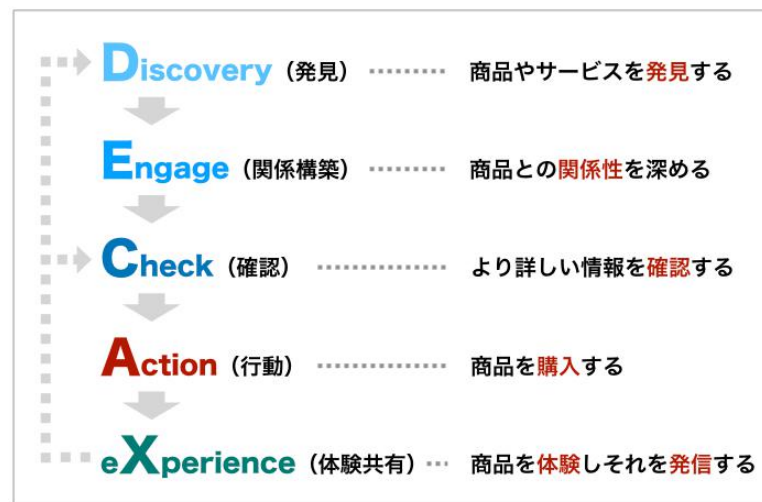 Discovery（発見） 商品やサービスを発見する
Engage（関係構築） 商品との関係性を深める
Check（確認） より詳しい情報を確認する
Action（行動） 商品を購入する
eXperience（体験共有） 商品を体験しそれを発信する